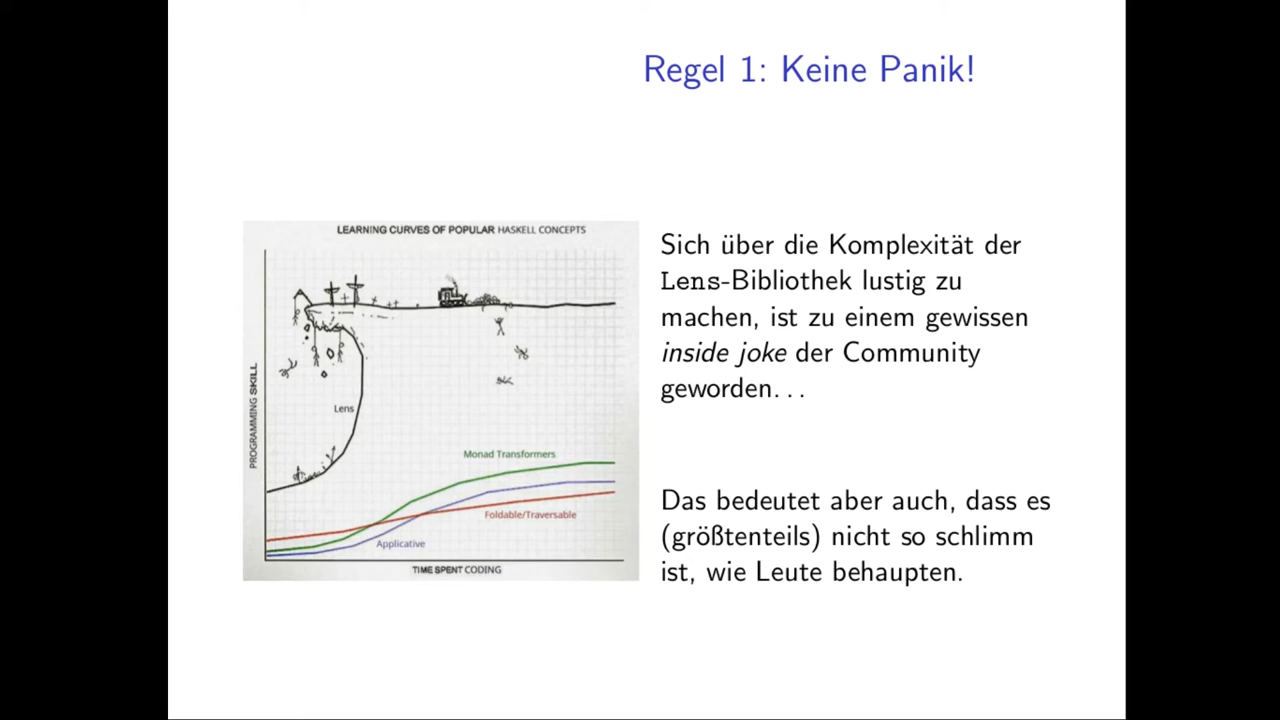 Regel 1: Keine Panik!
LEARNING CURVES OF POPULAR HASKELL CONCEPTS
PROGRAMMING SKILL
Lens
Monad Transformers
Foldable/Traversable
Applicative
TIME SPENT CODING
Sich über die Komplexität der
Lens-Bibliothek lustig zu
machen, ist zu einem gewissen
inside joke der Community
geworden...
Das bedeutet aber auch, dass es
(größtenteils) nicht so schlimm
ist, wie Leute behaupten.